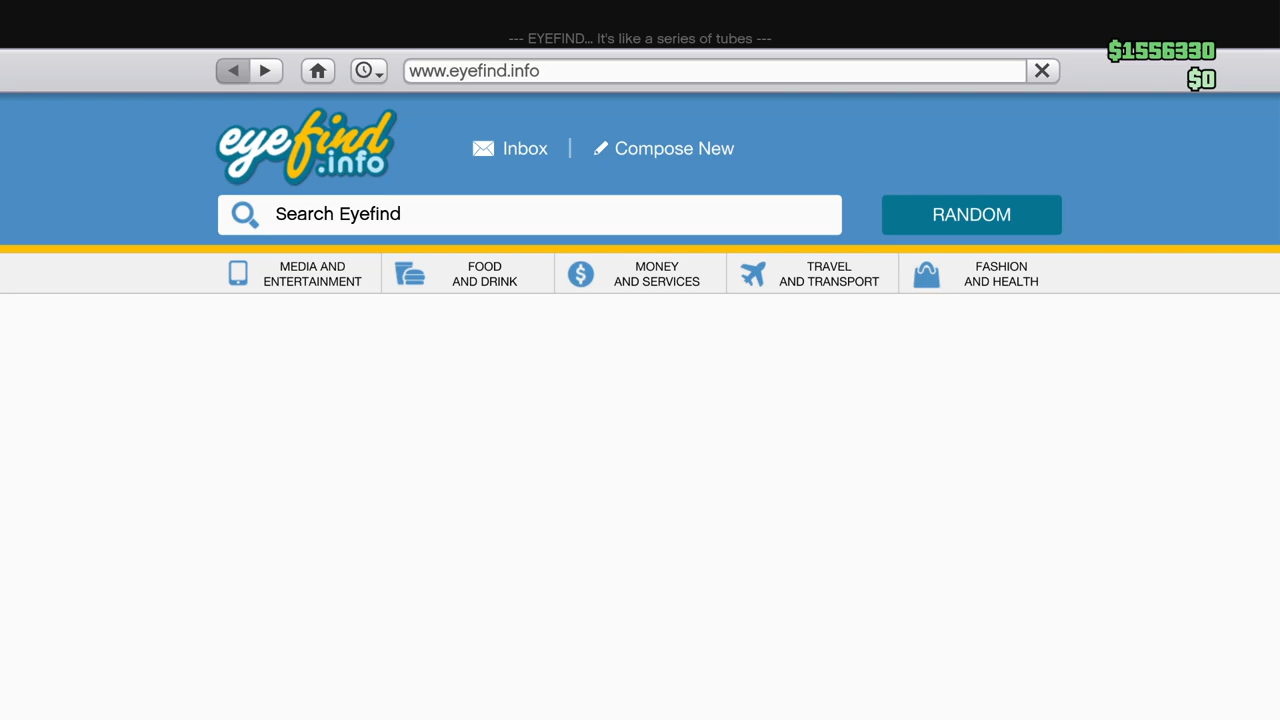 --- EYEFIND... It's like a series of tubes ---
$1556330
www.eyefind.info
$0
eyefind
.info
Inbox
Compose New
Search Eyefind
RANDOM
MEDIA AND
ENTERTAINMENT
FOOD
AND DRINK
MONEY
AND SERVICES
TRAVEL
AND TRANSPORT
FASHION
AND HEALTH